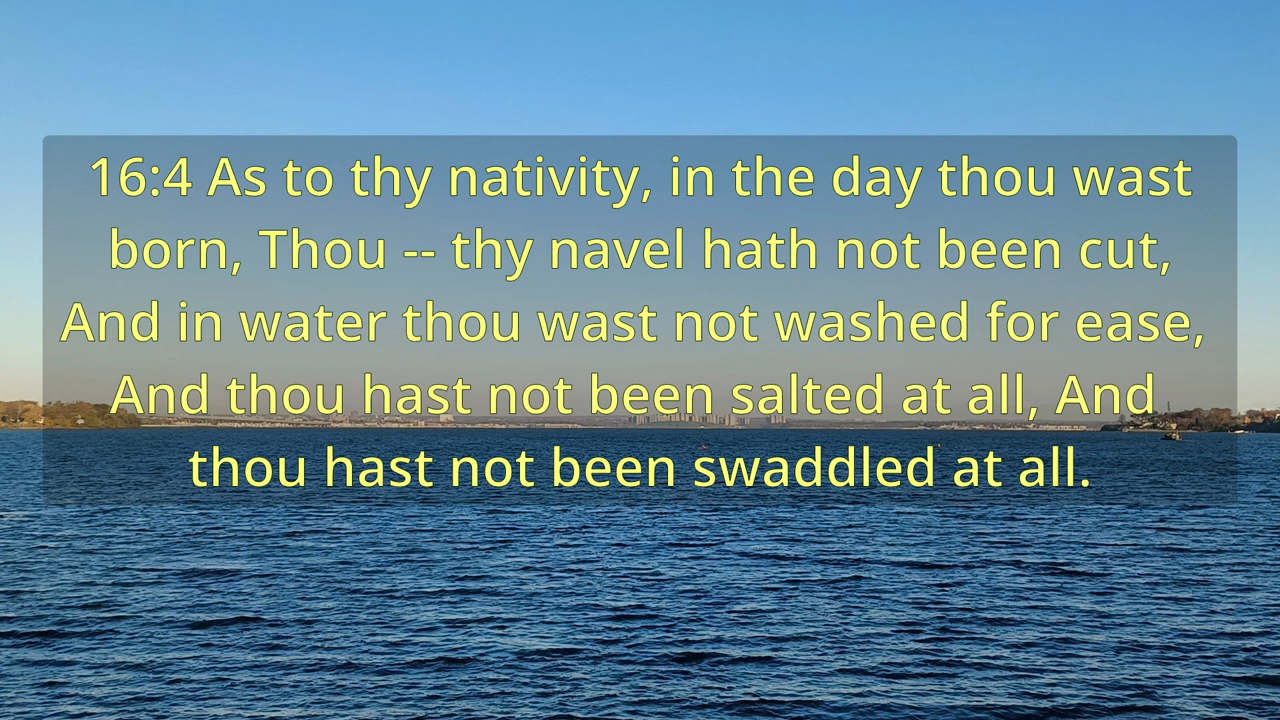 16:4 As to thy nativity, in the day thou wast
born, Thou -- thy navel hath not been cut,
And in water thou wast not washed for ease,
And thou hast not been salted at all, And
thou hast not been swaddled at all.